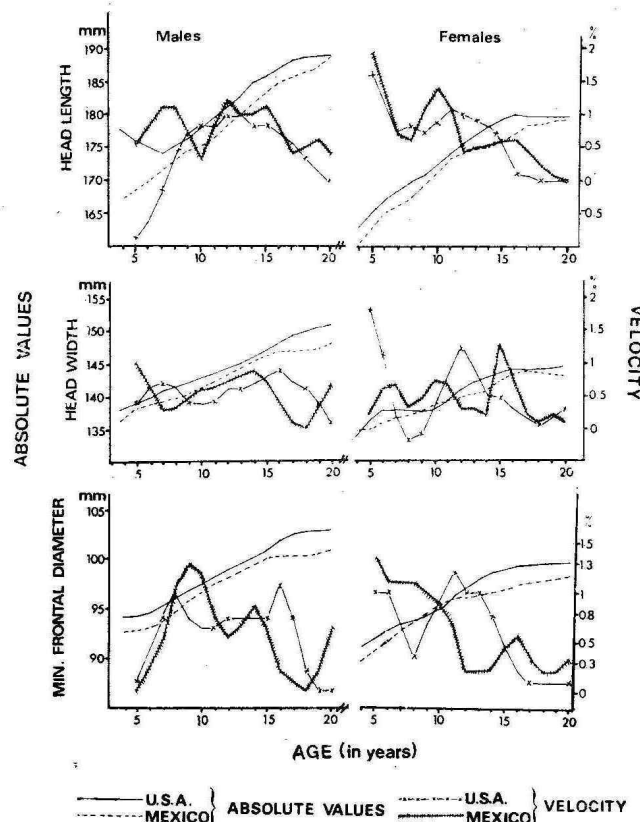 Males
Females
mm
%
HEAD LENGTH
190
185
180
175
170
165
2
1.5
1
0.5
0
-0.5
5 10 15 20
5 10 15 20
ABSOLUTE VALUES
VELOCITY
mm
%
HEAD WIDTH
155
150
145
140
135
2
1.5
1
0.5
0
5 10 15 20
5 10 15 20
mm
%
MIN. FRONTAL DIAMETER
105
100
95
90
1.5
1.3
1
0.8
0.5
0.3
0
5 10 15 20
5 10 15 20
AGE (in years)
U.S.A.
MEXICO
ABSOLUTE VALUES
U.S.A.
MEXICO
VELOCITY